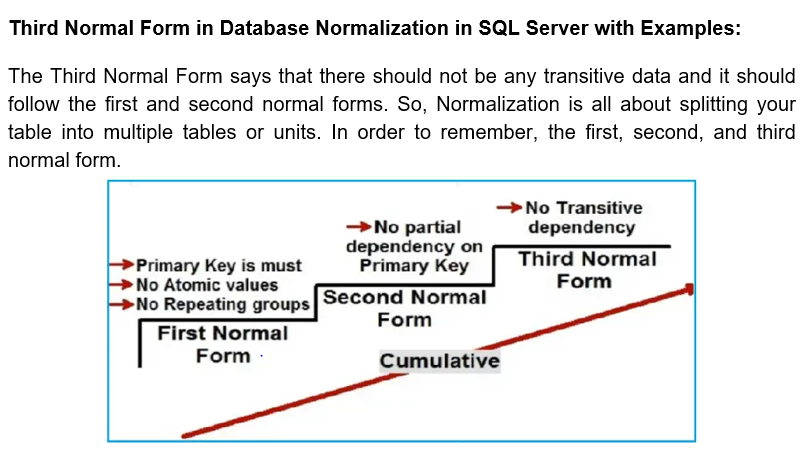 Third Normal Form in Database Normalization in SQL Server with Examples:
The Third Normal Form says that there should not be any transitive data and it should
follow the first and second normal forms. So, Normalization is all about splitting your
table into multiple tables or units. In order to remember, the first, second, and third
normal form.
Primary Key is must
No Atomic values
No Repeating groups
First Normal
Form
No partial
dependency on
Primary Key
Second Normal
Form
No Transitive
dependency
Third Normal
Form
Cumulative